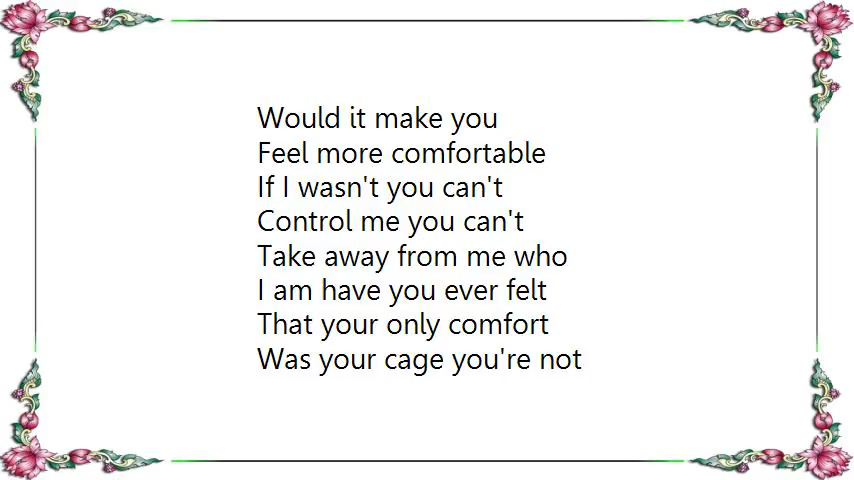 Would it make you
Feel more comfortable
If I wasn't you can't
Control me you can't
Take away from me who
I am have you ever felt
That your only comfort
Was your cage you're not